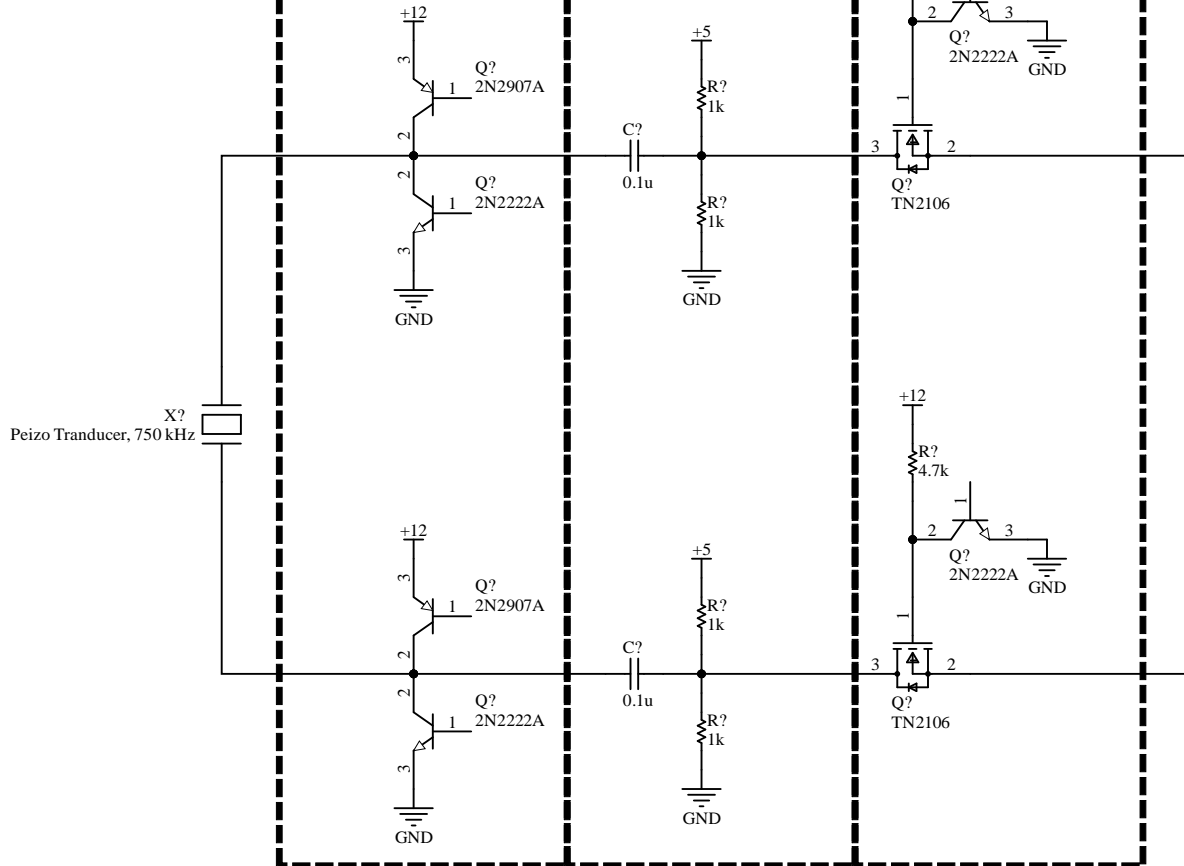 +12
3
Q?
2N2907A
1
2
2
Q?
2N2222A
1
3
GND
C?
0.1u
+5
R?
1k
R?
1k
GND
2
3
Q?
2N2222A
GND
1
3
2
Q?
TN2106
X?
Peizo Tranducer, 750 kHz
+12
3
Q?
2N2907A
1
2
2
Q?
2N2222A
1
3
GND
C?
0.1u
+5
R?
1k
R?
1k
GND
+12
R?
4.7k
1
2
3
Q?
2N2222A
GND
1
3
2
Q?
TN2106